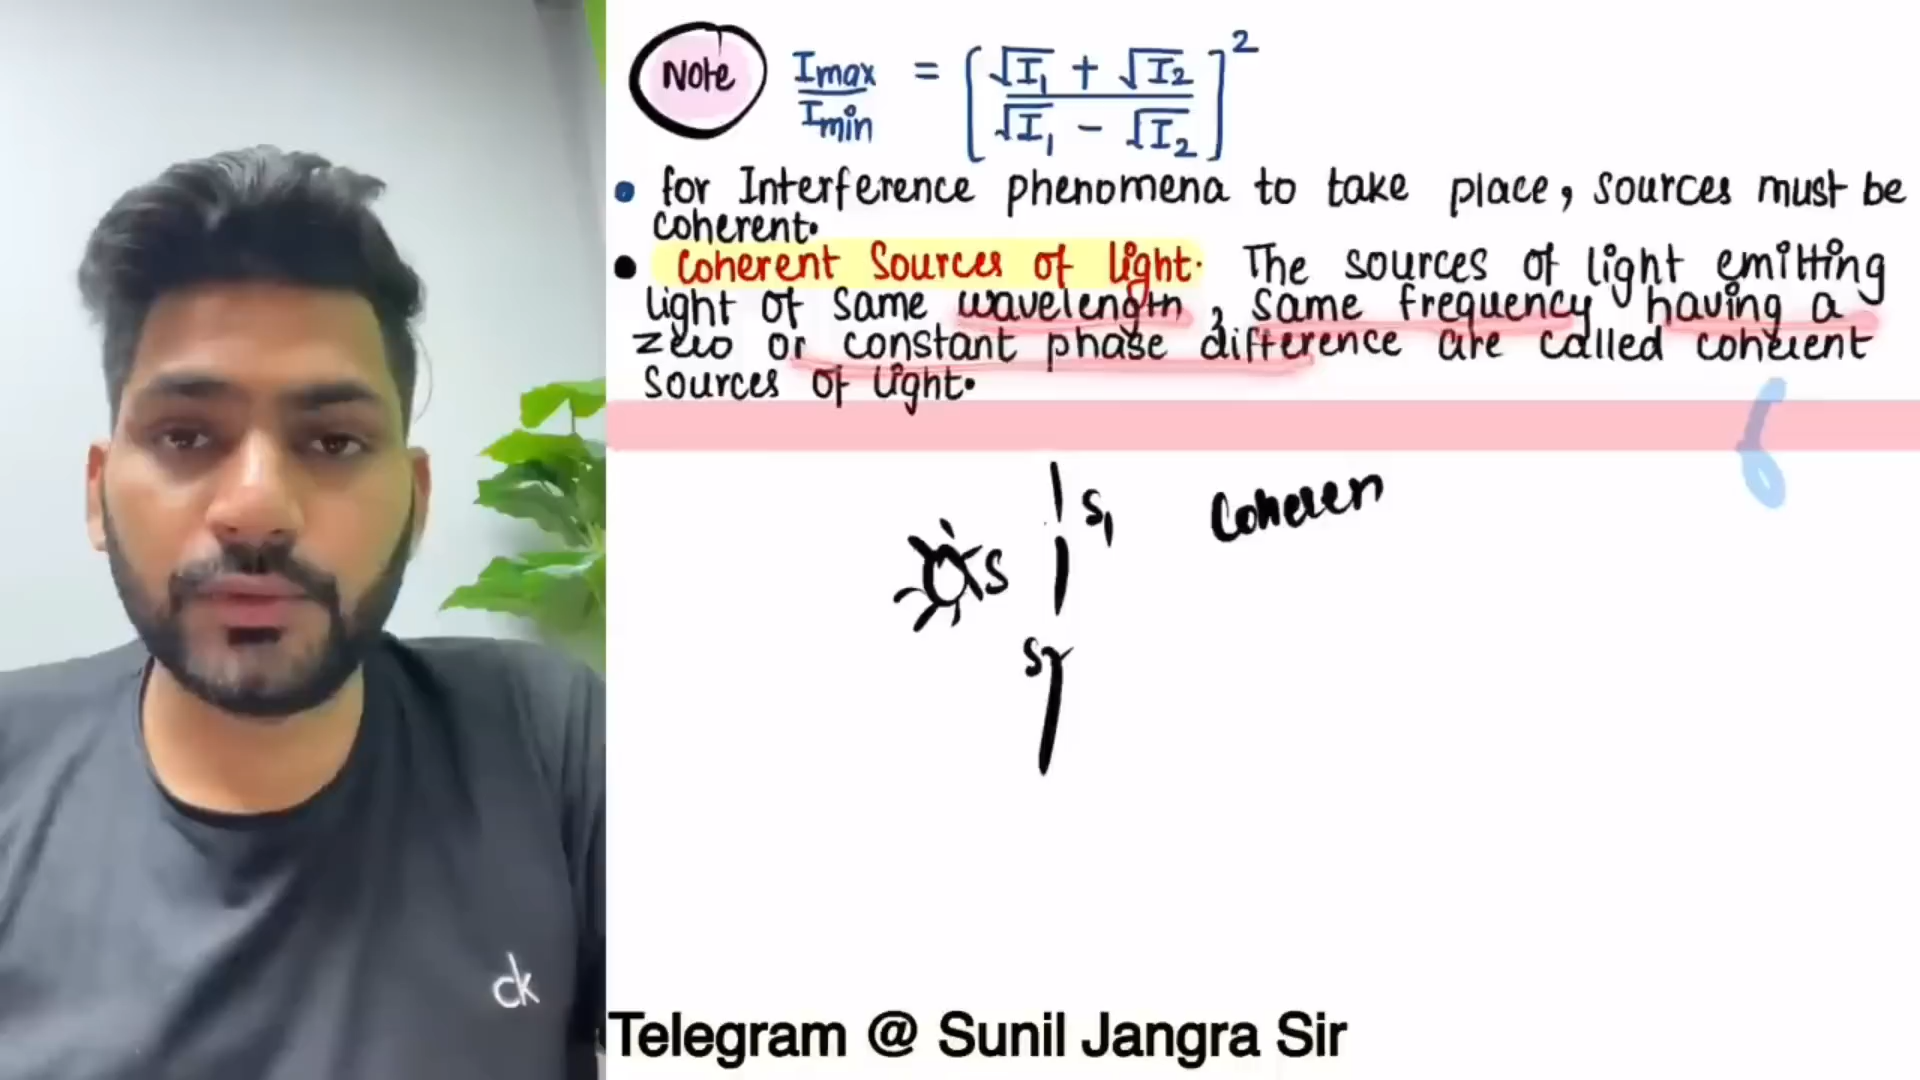 Note
Imax / Imin = [ √I1 + √I2 / √I1 - √I2 ]2
• for Interference phenomena to take place, sources must be
coherent.
• Coherent Sources of light. The sources of light emitting
light of same wavelength, same frequency having a
zero or constant phase difference are called coherent
sources of light.
S1 Coheren
S
S2
ck
Telegram @ Sunil Jangra Sir